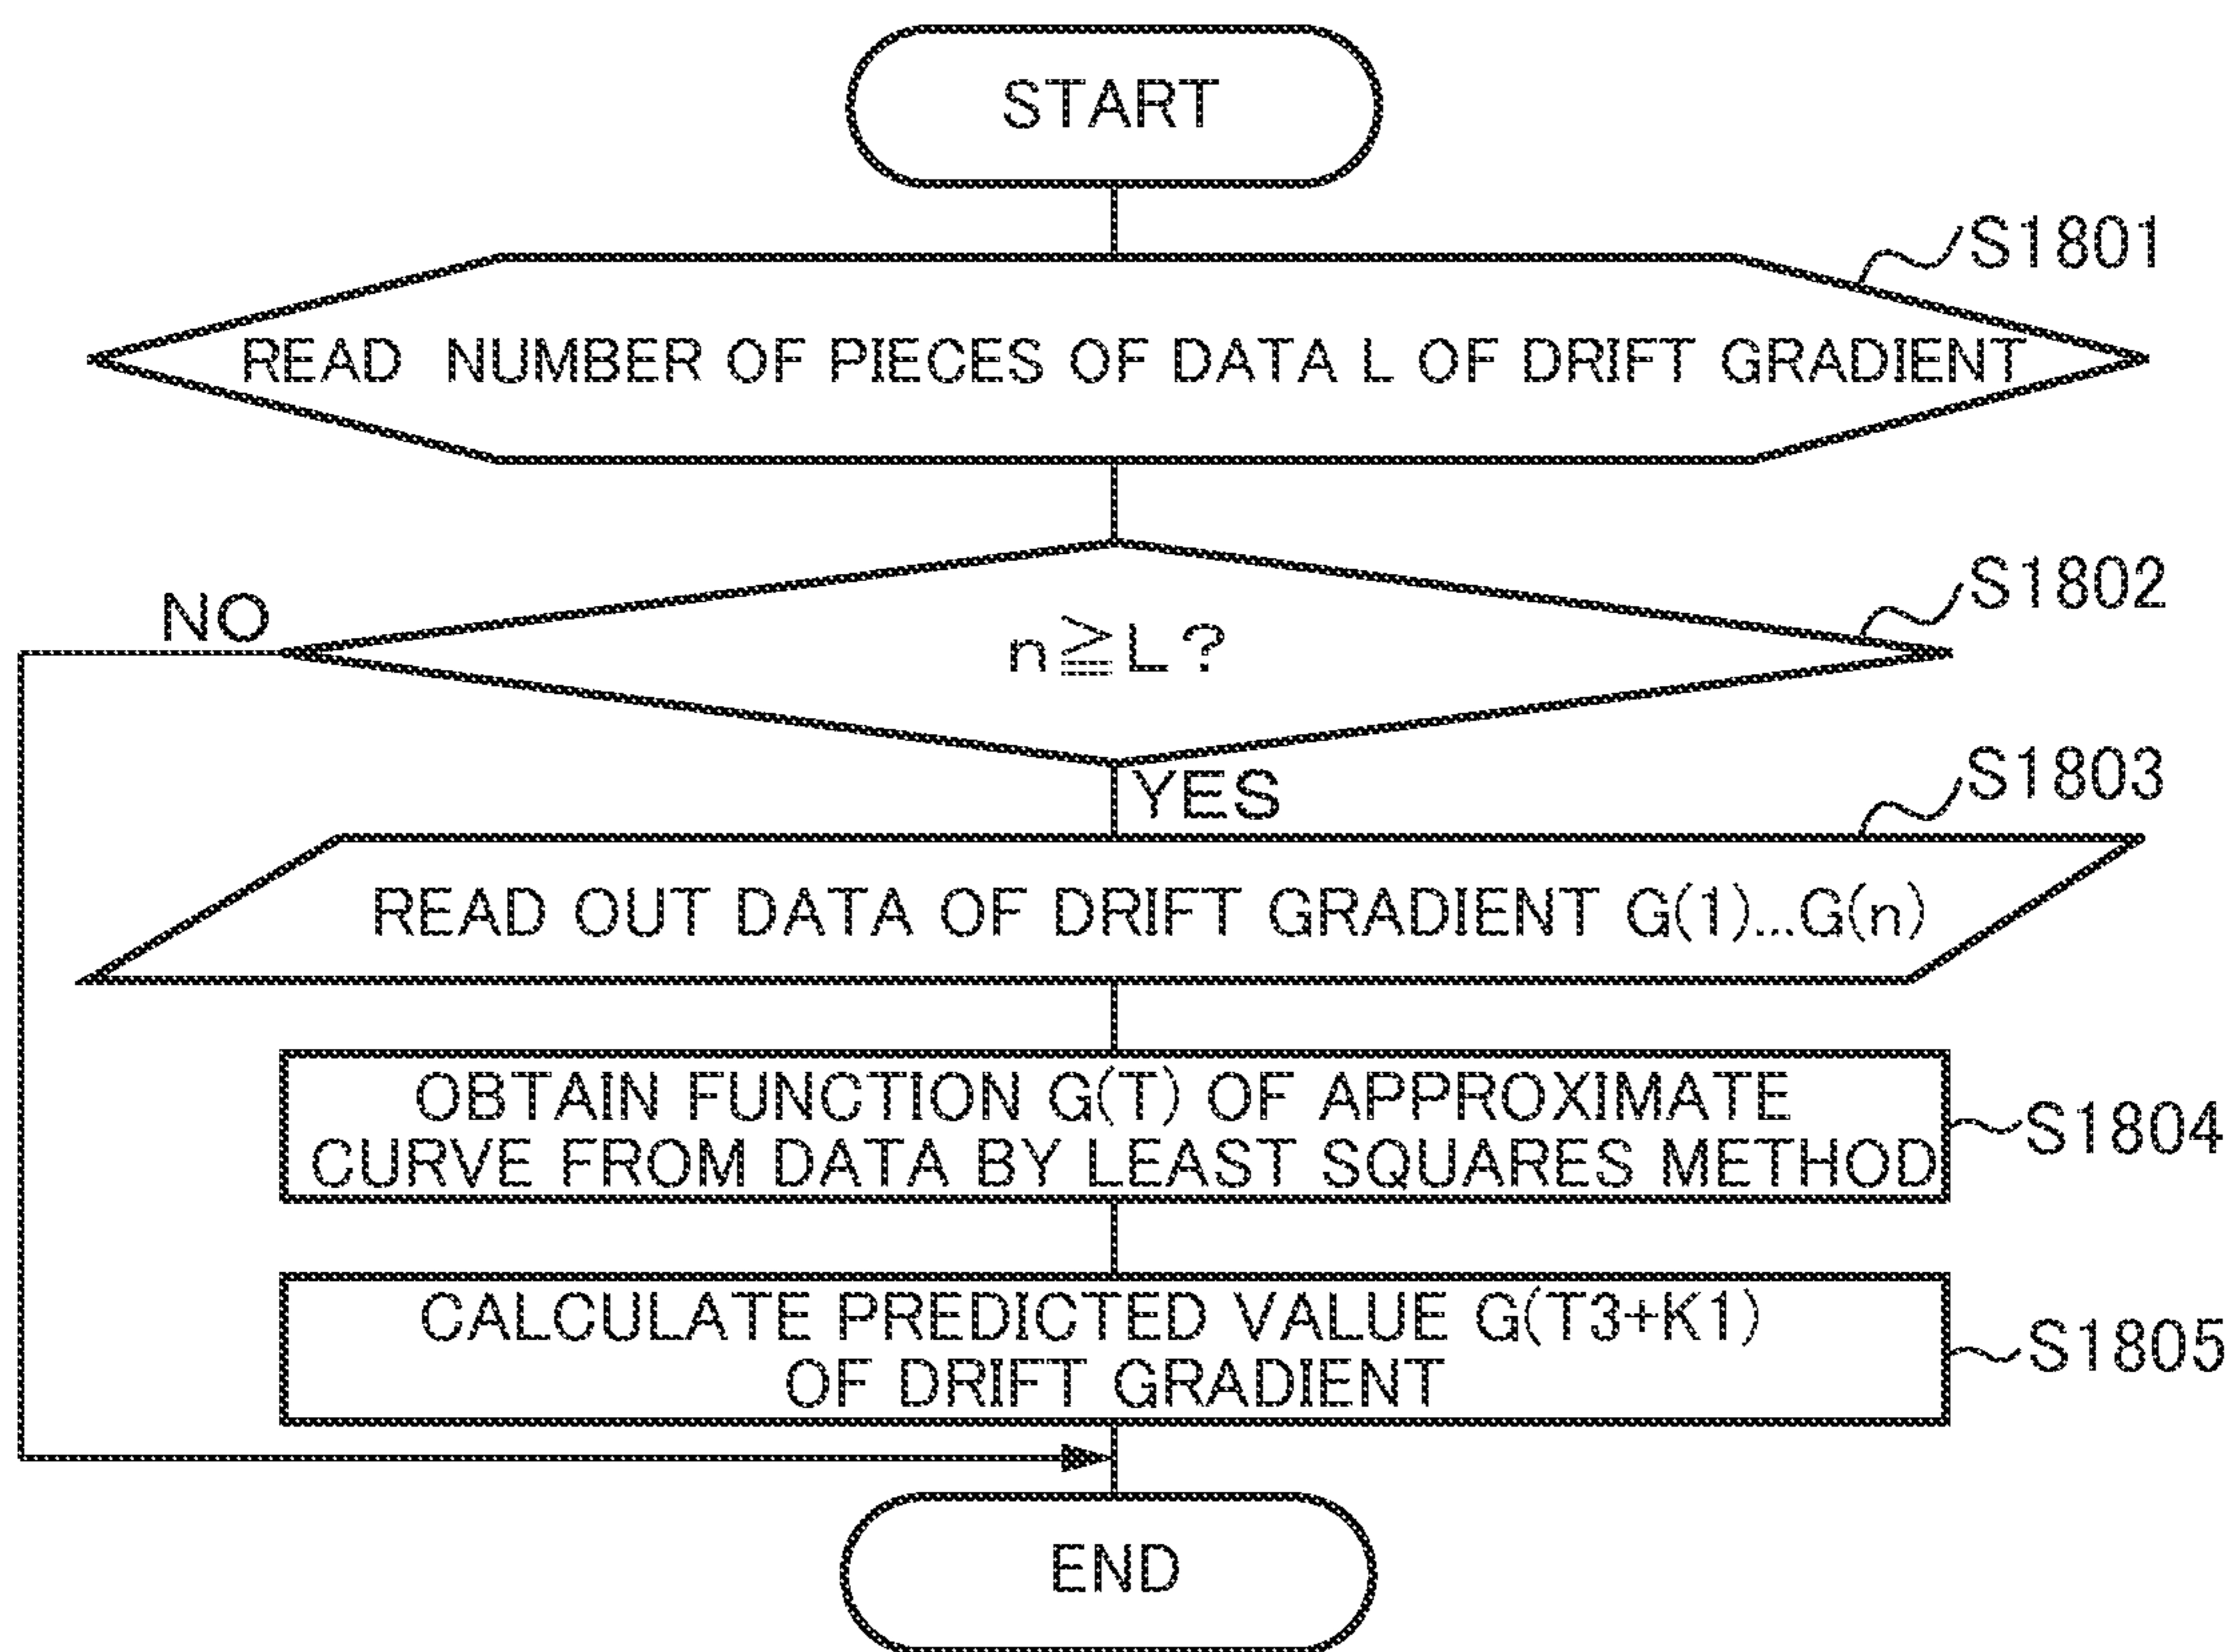 START
S1801
READ NUMBER OF PIECES OF DATA L OF DRIFT GRADIENT
S1802
NO
n≧L?
YES
S1803
READ OUT DATA OF DRIFT GRADIENT G(1)...G(n)
OBTAIN FUNCTION G(T) OF APPROXIMATE
CURVE FROM DATA BY LEAST SQUARES METHOD
S1804
CALCULATE PREDICTED VALUE G(T3+K1)
OF DRIFT GRADIENT
S1805
END